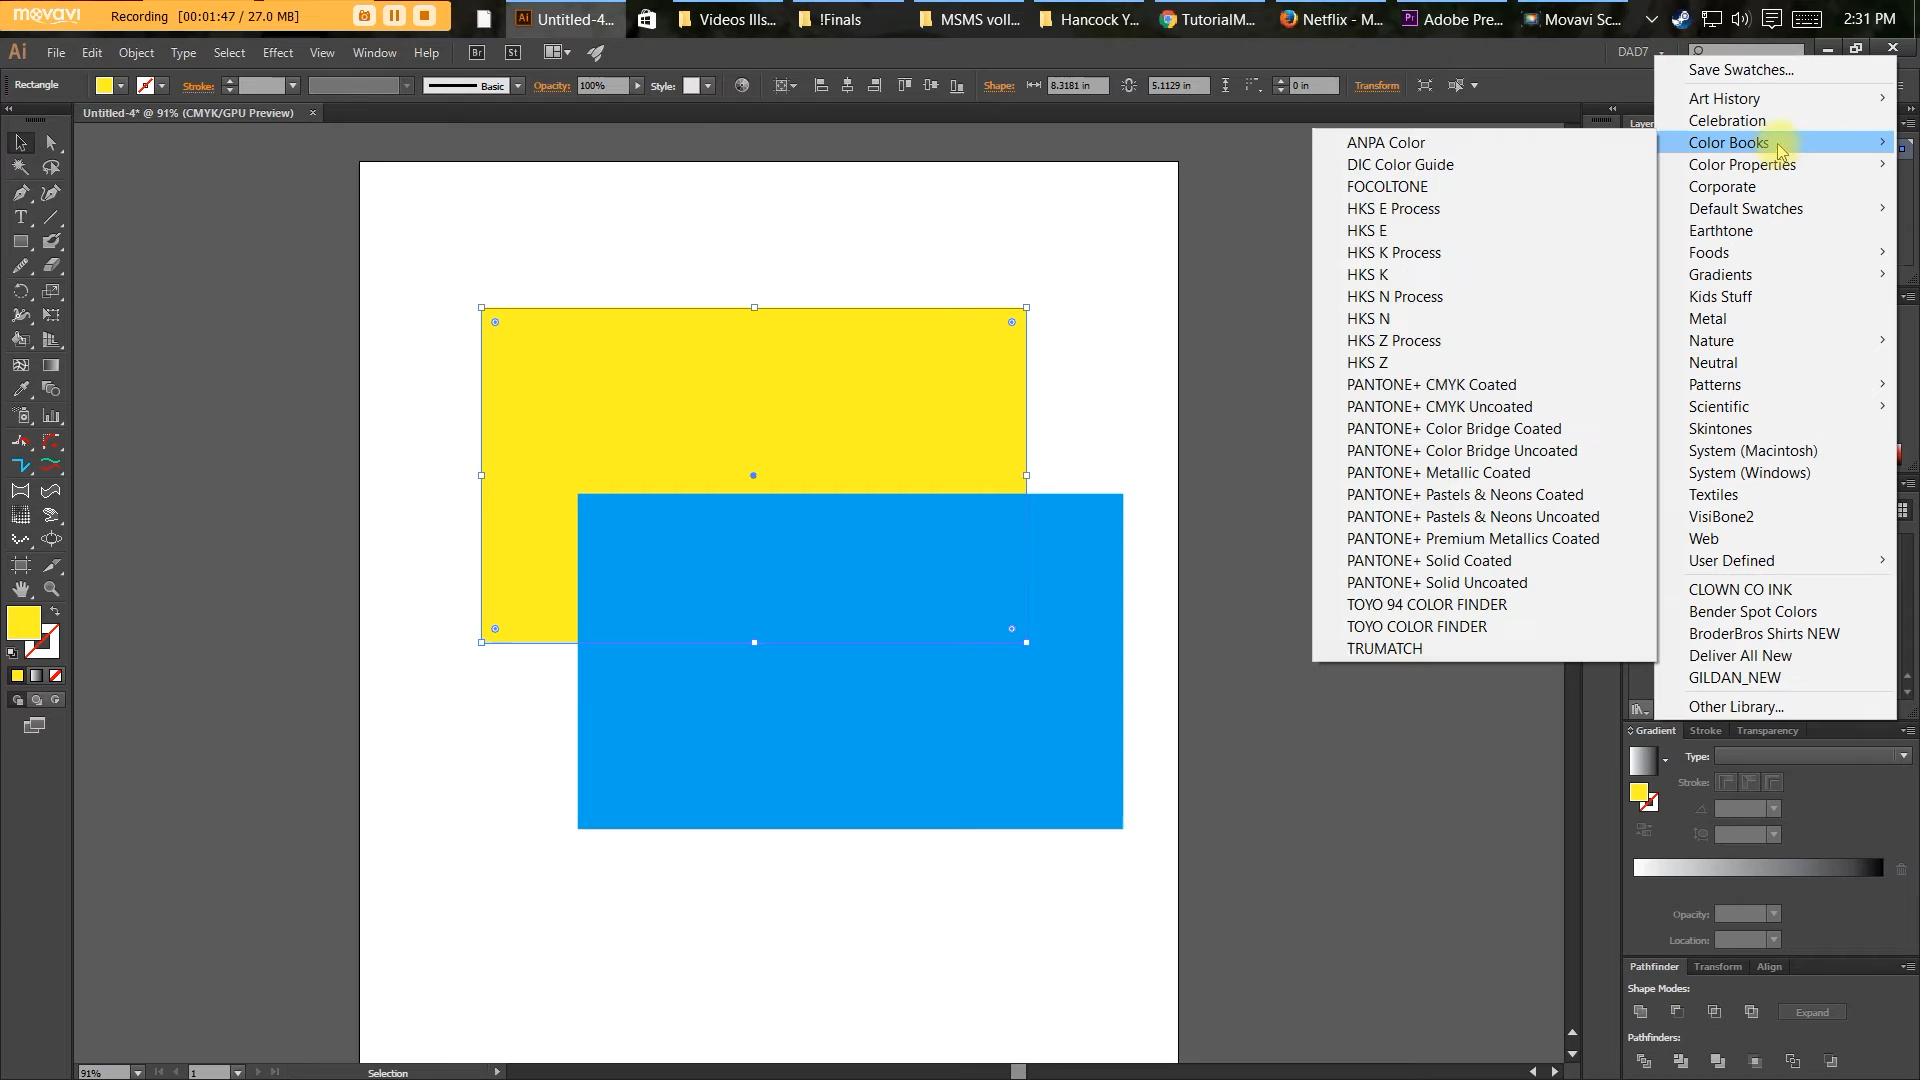 movavi
Recording [00:01:47 / 27.0 MB]
Untitled-4...
Videos Ills...
!Finals
MSMS voll...
Hancock Y...
TutorialM...
Netflix - M...
Adobe Pre...
Movavi Sc...
2:31 PM
Ai File Edit Object Type Select Effect View Window Help Br St
DAD7
Rectangle
Stroke:
Basic
Opacity: 100%
Style:
Shape:
8.3181 in
5.1129 in
0 in
Transform
Untitled-4* @ 91% (CMYK/GPU Preview) ×
Layer
Save Swatches...
Art History
Celebration
Color Books
Color Properties
Corporate
Default Swatches
Earthtone
Foods
Gradients
Kids Stuff
Metal
Nature
Neutral
Patterns
Scientific
Skintones
System (Macintosh)
System (Windows)
Textiles
VisiBone2
Web
User Defined
CLOWN CO INK
Bender Spot Colors
BroderBros Shirts NEW
Deliver All New
GILDAN_NEW
Other Library...
ANPA Color
DIC Color Guide
FOCOLTONE
HKS E Process
HKS E
HKS K Process
HKS K
HKS N Process
HKS N
HKS Z Process
HKS Z
PANTONE+ CMYK Coated
PANTONE+ CMYK Uncoated
PANTONE+ Color Bridge Coated
PANTONE+ Color Bridge Uncoated
PANTONE+ Metallic Coated
PANTONE+ Pastels & Neons Coated
PANTONE+ Pastels & Neons Uncoated
PANTONE+ Premium Metallics Coated
PANTONE+ Solid Coated
PANTONE+ Solid Uncoated
TOYO 94 COLOR FINDER
TOYO COLOR FINDER
TRUMATCH
Gradient Stroke Transparency
Type:
Stroke:
Opacity:
Location:
Pathfinder Transform Align
Shape Modes:
Expand
Pathfinders:
91%
1
Selection